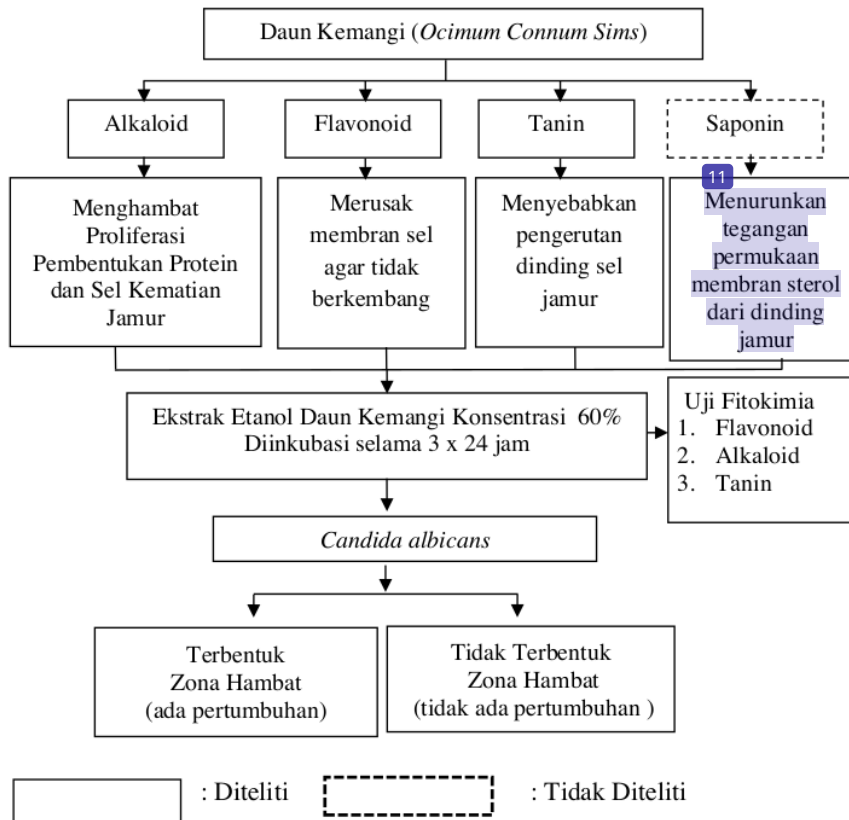 Daun Kemangi (Ocimum Connum Sims)
Alkaloid
Flavonoid
Tanin
Saponin
Menghambat
Proliferasi
Pembentukan Protein
dan Sel Kematian
Jamur
Merusak
membran sel
agar tidak
berkembang
Menyebabkan
pengerutan
dinding sel
jamur
11
Menurunkan
tegangan
permukaan
membran sterol
dari dinding
jamur
Ekstrak Etanol Daun Kemangi Konsentrasi 60%
Diinkubasi selama 3 x 24 jam
Uji Fitokimia
1. Flavonoid
2. Alkaloid
3. Tanin
Candida albicans
Terbentuk
Zona Hambat
(ada pertumbuhan)
Tidak Terbentuk
Zona Hambat
(tidak ada pertumbuhan )
: Diteliti
: Tidak Diteliti